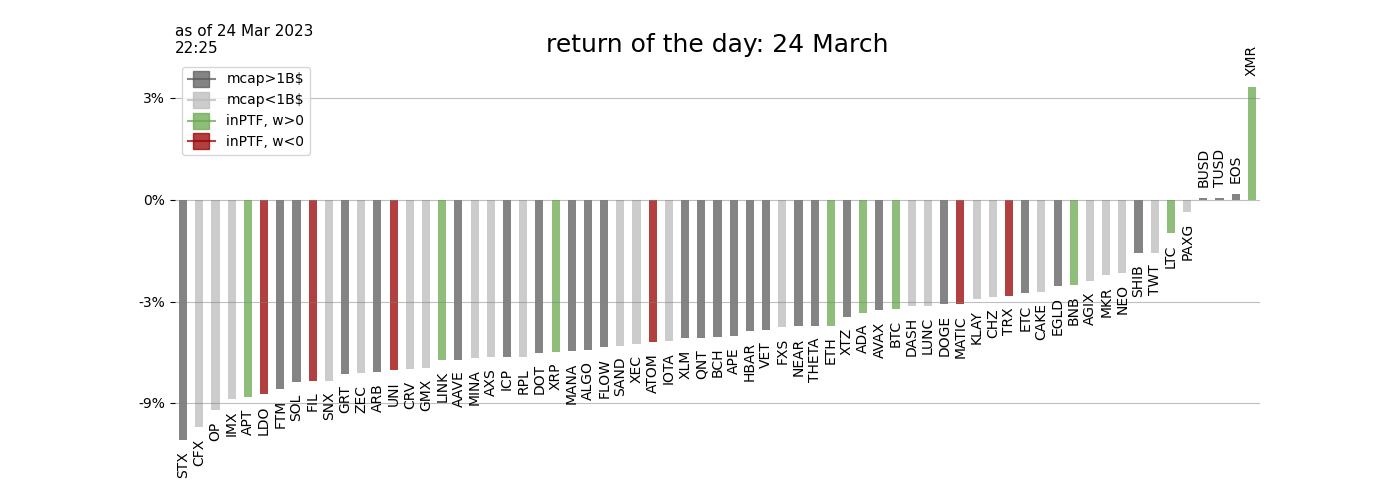 as of 24 Mar 2023
22:25
return of the day: 24 March
mcap>1B$
mcap<1B$
inPTF, w>0
inPTF, w<0
3%
0%
-3%
-9%
STX
CFX
OP
IMX
APT
LDO
FTM
SOL
FIL
SNX
GRT
ZEC
ARB
UNI
CRV
GMX
LINK
AAVE
MINA
AXS
ICP
RPL
DOT
XRP
MANA
ALGO
FLOW
SAND
XEC
ATOM
IOTA
XLM
QNT
BCH
APE
HBAR
VET
FXS
NEAR
THETA
ETH
XTZ
ADA
AVAX
BTC
DASH
LUNC
DOGE
MATIC
KLAY
CHZ
TRX
ETC
CAKE
EGLD
BNB
AGIX
MKR
NEO
SHIB
TWT
LTC
PAXG
BUSD
TUSD
EOS
XMR